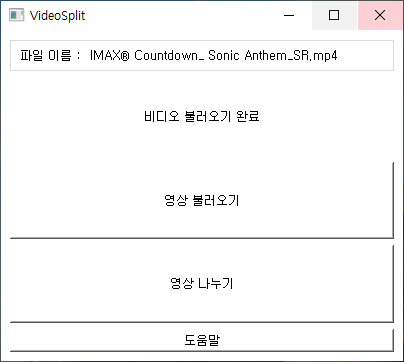 VideoSplit
파일 이름 : IMAX® Countdown_ Sonic Anthem_SR.mp4
비디오 불러오기 완료
영상 불러오기
영상 나누기
도움말